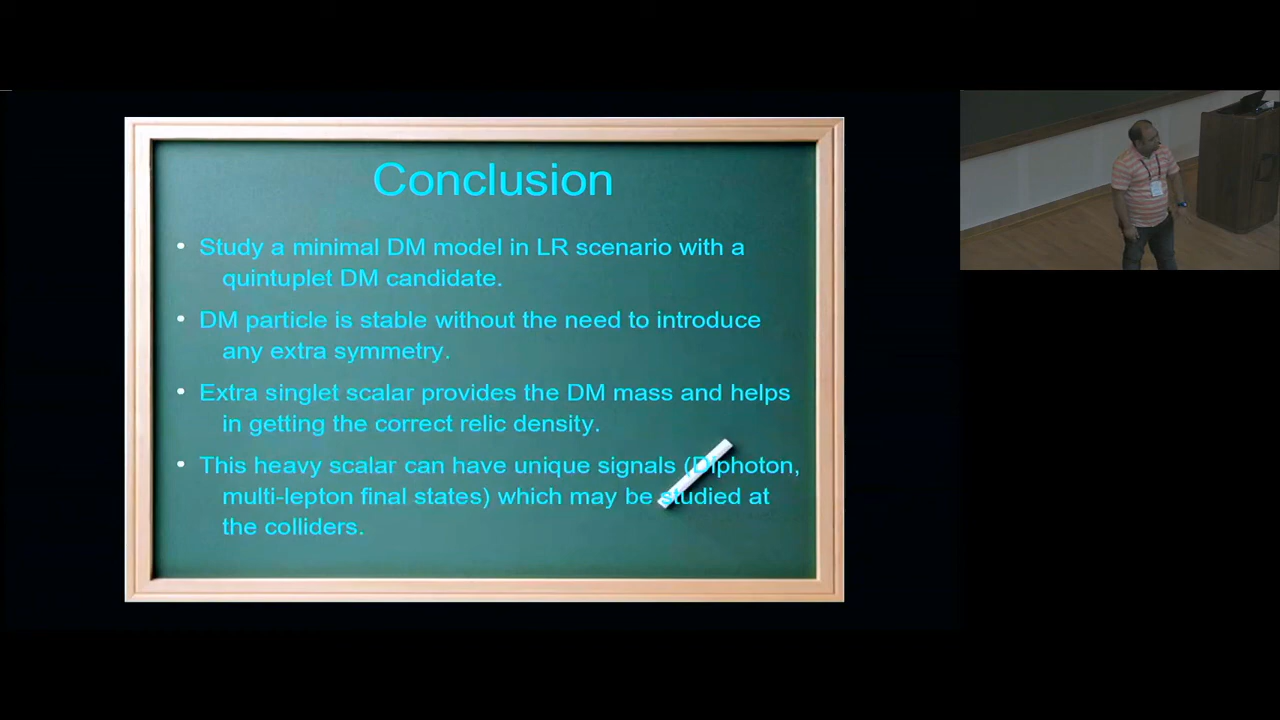 Conclusion
• Study a minimal DM model in LR scenario with a
quintuplet DM candidate.
• DM particle is stable without the need to introduce
any extra symmetry.
• Extra singlet scalar provides the DM mass and helps
in getting the correct relic density.
• This heavy scalar can have unique signals (Diphoton,
multi-lepton final states) which may be studied at
the colliders.